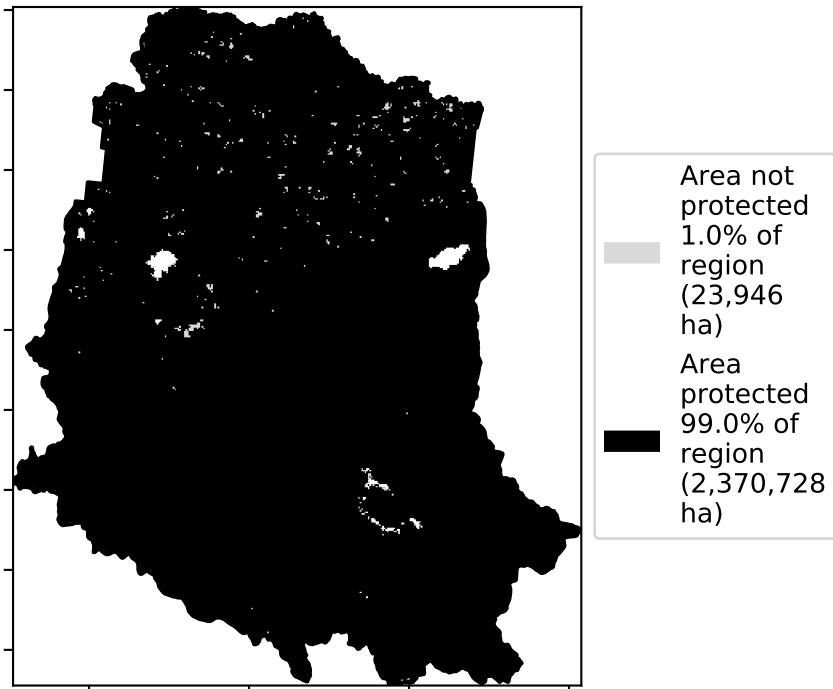 Area not
protected
1.0% of
region
(23,946
ha)
Area
protected
99.0% of
region
(2,370,728
ha)